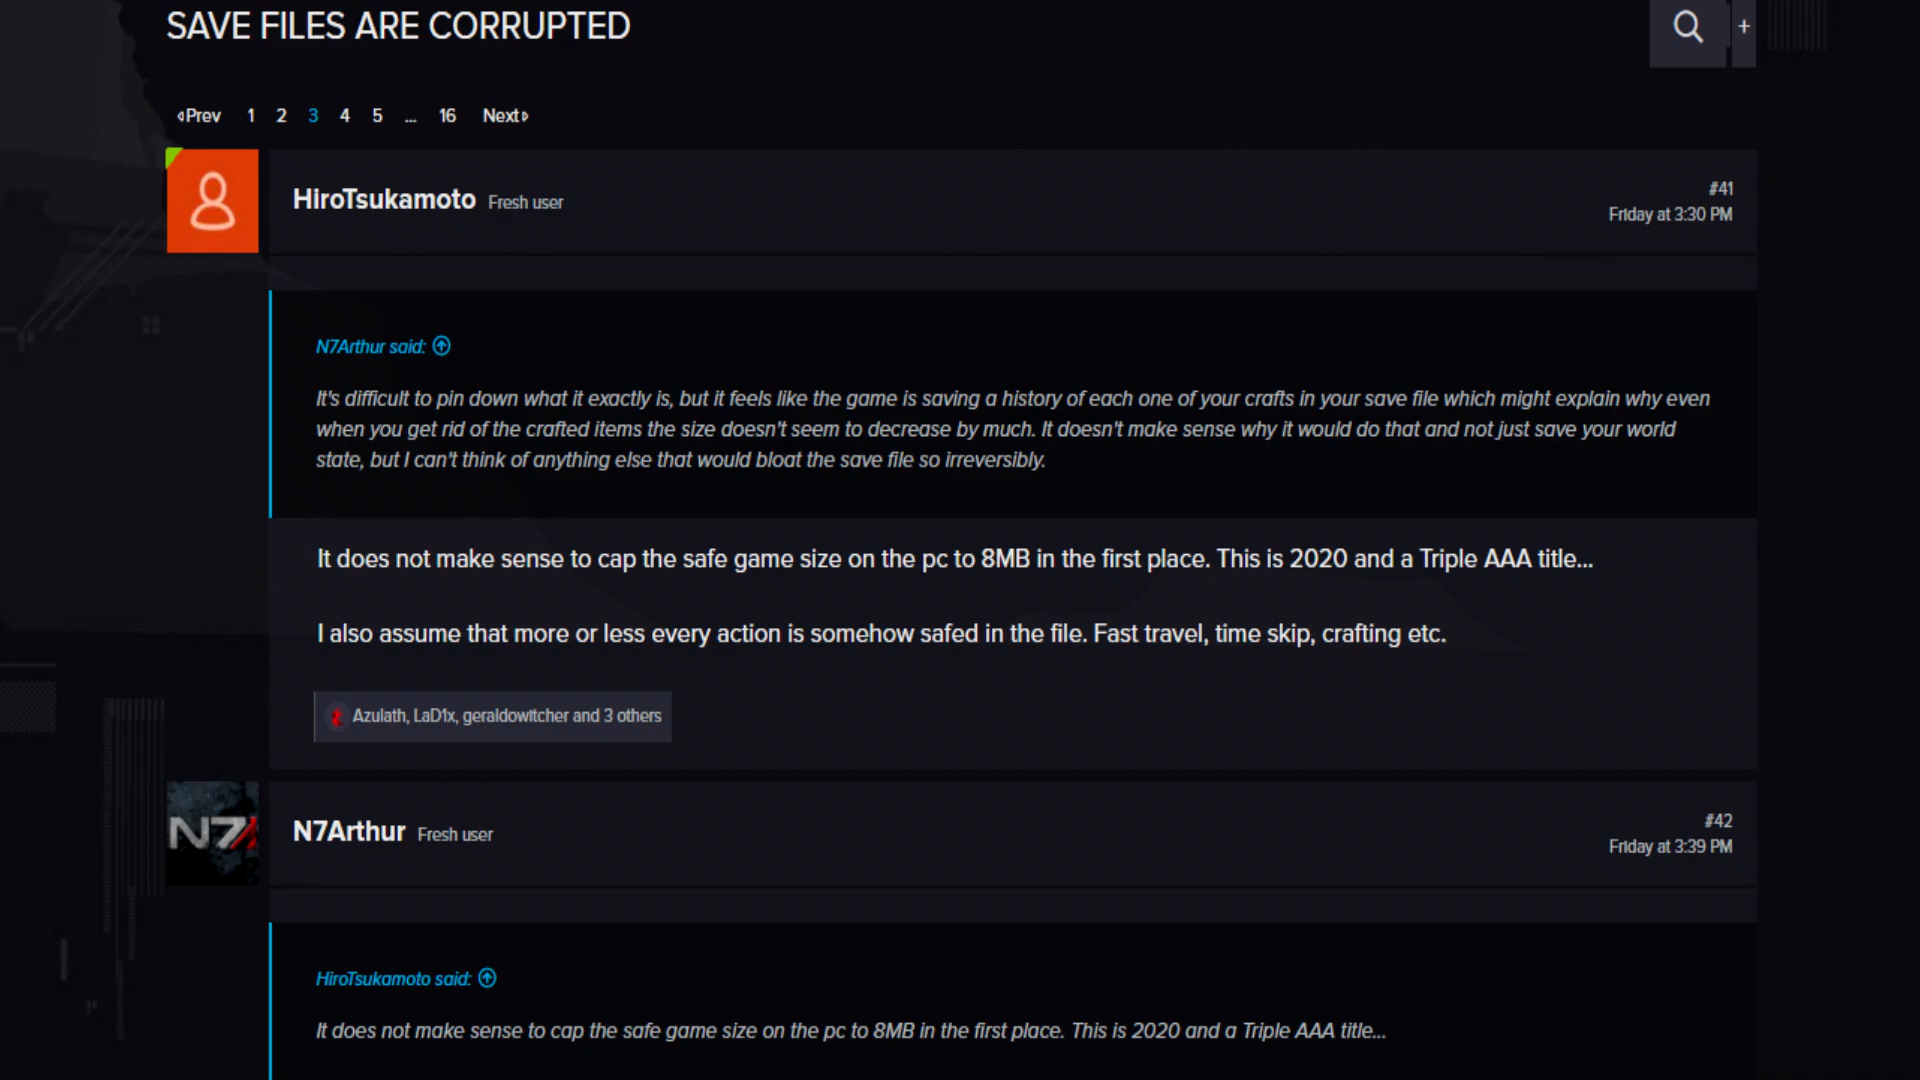 SAVE FILES ARE CORRUPTED
+
Prev 1 2 3 4 5 ... 16 Next
HiroTsukamoto Fresh user
#41
Friday at 3:30 PM
N7Arthur said:
It's difficult to pin down what it exactly is, but it feels like the game is saving a history of each one of your crafts in your save file which might explain why even
when you get rid of the crafted items the size doesn't seem to decrease by much. It doesn't make sense why it would do that and not just save your world
state, but I can't think of anything else that would bloat the save file so irreversibly.
It does not make sense to cap the safe game size on the pc to 8MB in the first place. This is 2020 and a Triple AAA title...
I also assume that more or less every action is somehow safed in the file. Fast travel, time skip, crafting etc.
Azulath, LaD1x, geraldowitcher and 3 others
N7
N7Arthur Fresh user
#42
Friday at 3:39 PM
HiroTsukamoto said:
It does not make sense to cap the safe game size on the pc to 8MB in the first place. This is 2020 and a Triple AAA title...